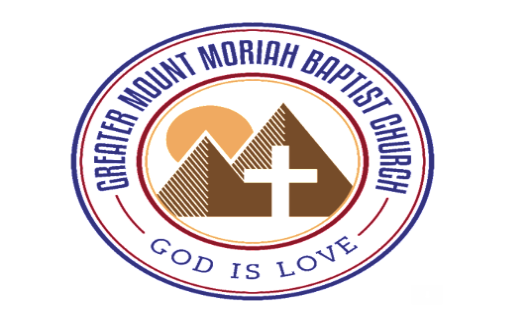 GREATER MOUNT MORIAH BAPTIST CHURCH
GOD IS LOVE